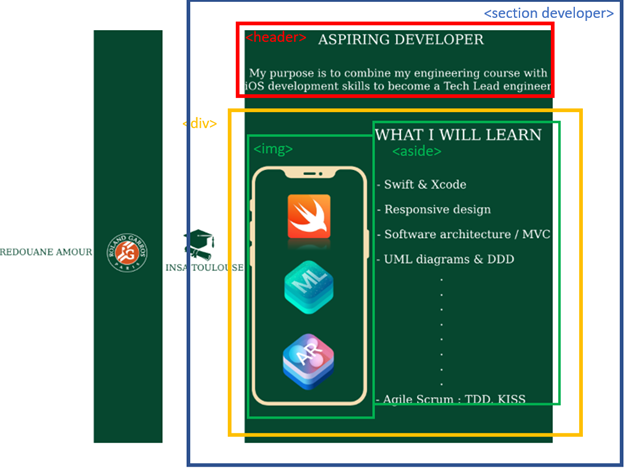 <section developer>
<header>
ASPIRING DEVELOPER
My purpose is to combine my engineering course with
iOS development skills to become a Tech Lead engineer
<div>
<img>
WHAT I WILL LEARN
<aside>
- Swift & Xcode
- Responsive design
- Software architecture / MVC
- UML diagrams & DDD
.
.
.
.
.
.
.
.
- Agile Scrum : TDD, KISS
ML
AR
REDOUANE AMOUR
ROLAND GARROS
PARIS
INSA TOULOUSE